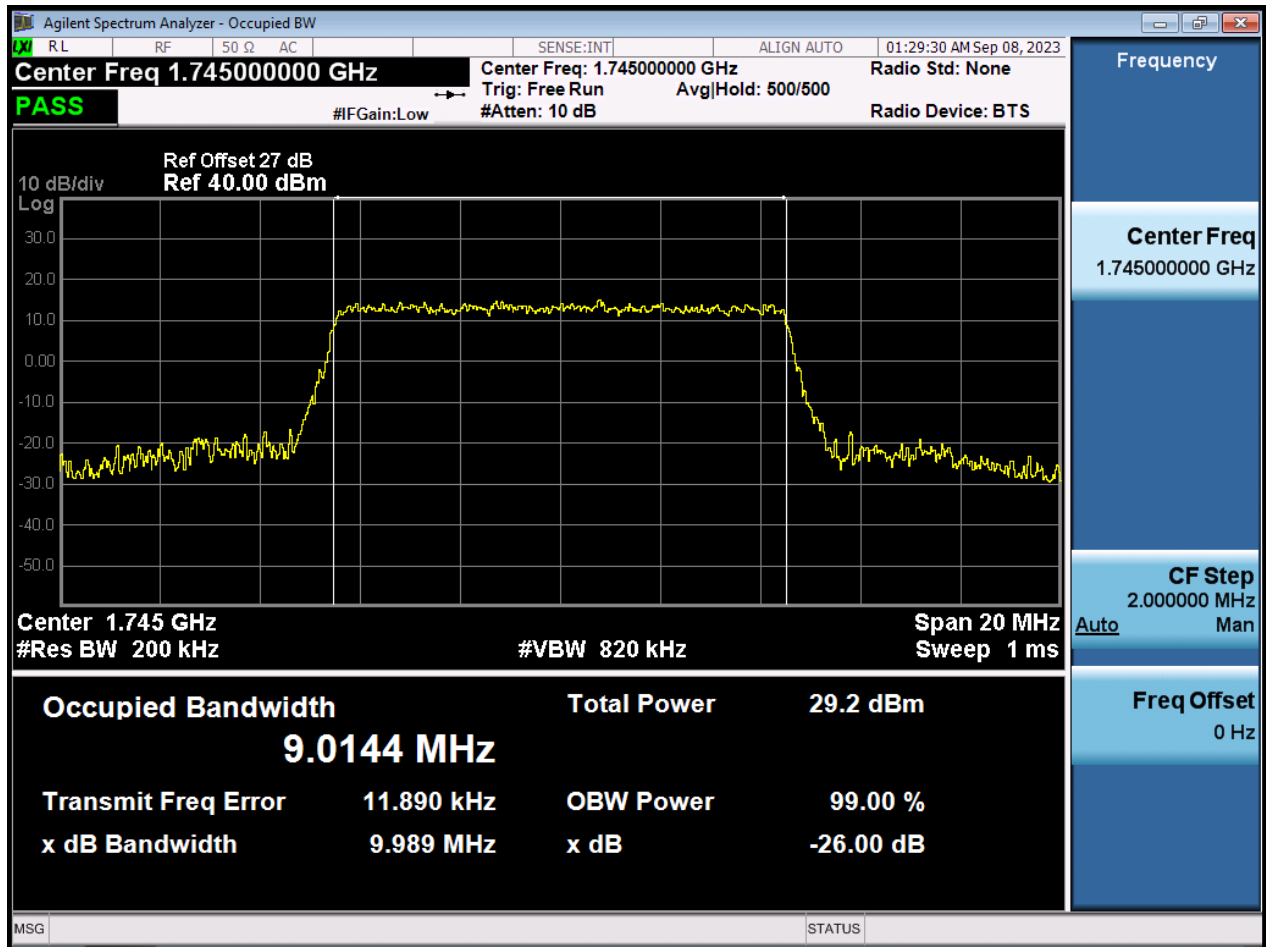 Agilent Spectrum Analyzer - Occupied BW
LXI RL RF 50 Ω AC SENSE:INT ALIGN AUTO 01:29:30 AM Sep 08, 2023
Center Freq 1.745000000 GHz
Center Freq: 1.745000000 GHz
Radio Std: None
Trig: Free Run Avg|Hold: 500/500
PASS
#IFGain:Low
#Atten: 10 dB
Radio Device: BTS
Ref Offset 27 dB
10 dB/div Ref 40.00 dBm
Log
30.0
20.0
10.0
0.00
-10.0
-20.0
-30.0
-40.0
-50.0
Center 1.745 GHz Span 20 MHz
#Res BW 200 kHz #VBW 820 kHz Sweep 1 ms
Occupied Bandwidth Total Power 29.2 dBm
9.0144 MHz
Transmit Freq Error 11.890 kHz OBW Power 99.00 %
x dB Bandwidth 9.989 MHz x dB -26.00 dB
MSG STATUS
Frequency
Center Freq
1.745000000 GHz
CF Step
2.000000 MHz
Auto Man
Freq Offset
0 Hz